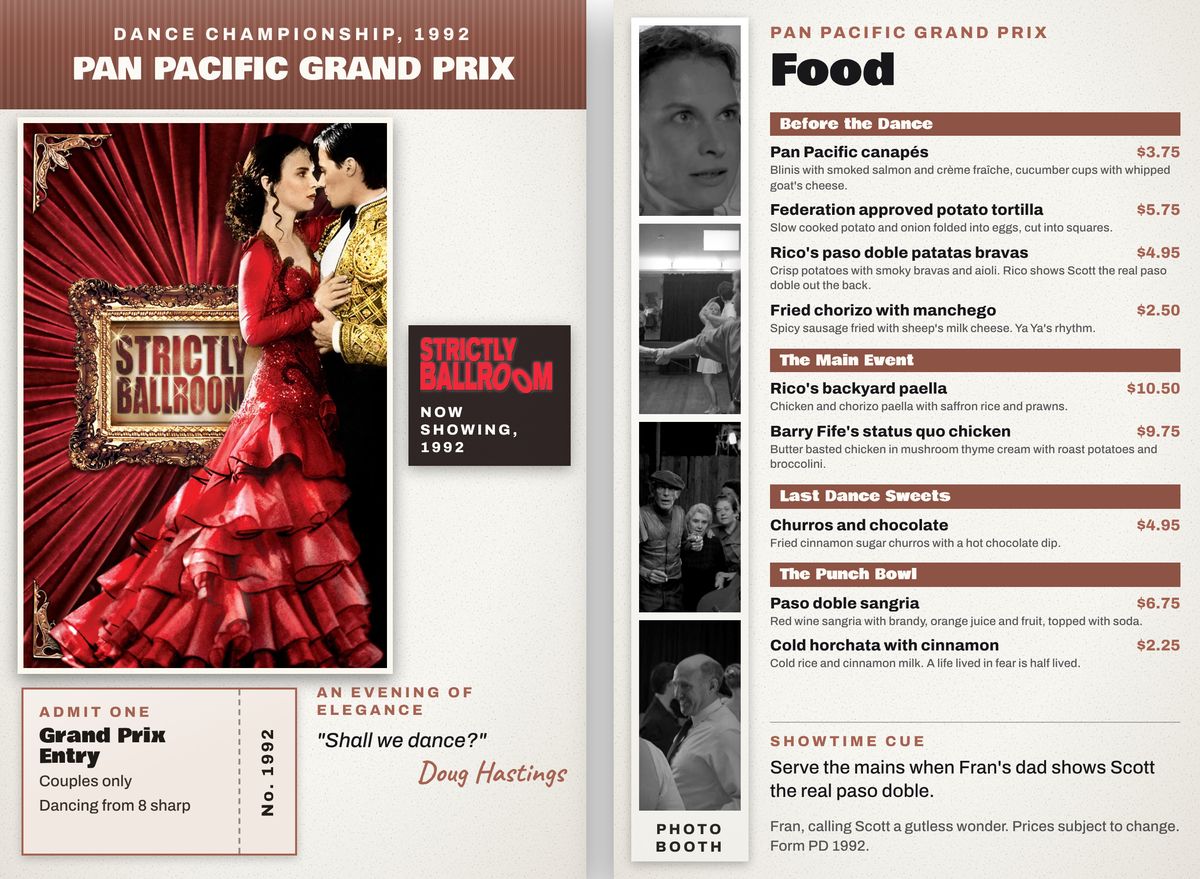 DANCE CHAMPIONSHIP, 1992
PAN PACIFIC GRAND PRIX
STRICTLY
BALLROOM
STRICTLY
BALLROOM
NOW
SHOWING,
1992
ADMIT ONE
Grand Prix
Entry
Couples only
Dancing from 8 sharp
No. 1992
AN EVENING OF
ELEGANCE
"Shall we dance?"
Doug Hastings
PHOTO
BOOTH
PAN PACIFIC GRAND PRIX
Food
Before the Dance
Pan Pacific canapés $3.75
Blinis with smoked salmon and crème fraîche, cucumber cups with whipped
goat's cheese.
Federation approved potato tortilla $5.75
Slow cooked potato and onion folded into eggs, cut into squares.
Rico's paso doble patatas bravas $4.95
Crisp potatoes with smoky bravas and aioli. Rico shows Scott the real paso
doble out the back.
Fried chorizo with manchego $2.50
Spicy sausage fried with sheep's milk cheese. Ya Ya's rhythm.
The Main Event
Rico's backyard paella $10.50
Chicken and chorizo paella with saffron rice and prawns.
Barry Fife's status quo chicken $9.75
Butter basted chicken in mushroom thyme cream with roast potatoes and
broccolini.
Last Dance Sweets
Churros and chocolate $4.95
Fried cinnamon sugar churros with a hot chocolate dip.
The Punch Bowl
Paso doble sangria $6.75
Red wine sangria with brandy, orange juice and fruit, topped with soda.
Cold horchata with cinnamon $2.25
Cold rice and cinnamon milk. A life lived in fear is half lived.
SHOWTIME CUE
Serve the mains when Fran's dad shows Scott
the real paso doble.
Fran, calling Scott a gutless wonder. Prices subject to change.
Form PD 1992.